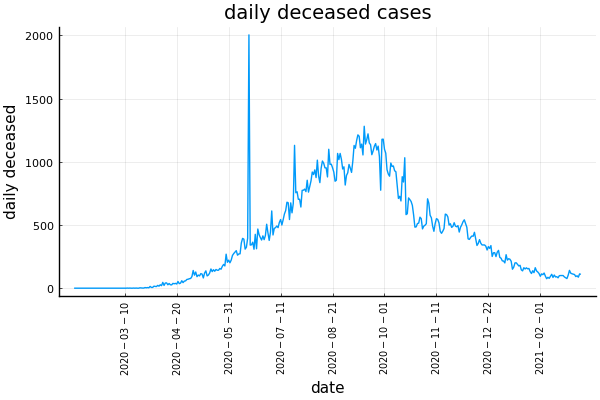 daily deceased cases
daily deceased
2000
1500
1000
500
0
2020 − 03 − 10
2020 − 04 − 20
2020 − 05 − 31
2020 − 07 − 11
2020 − 08 − 21
2020 − 10 − 01
2020 − 11 − 11
2020 − 12 − 22
2021 − 02 − 01
date